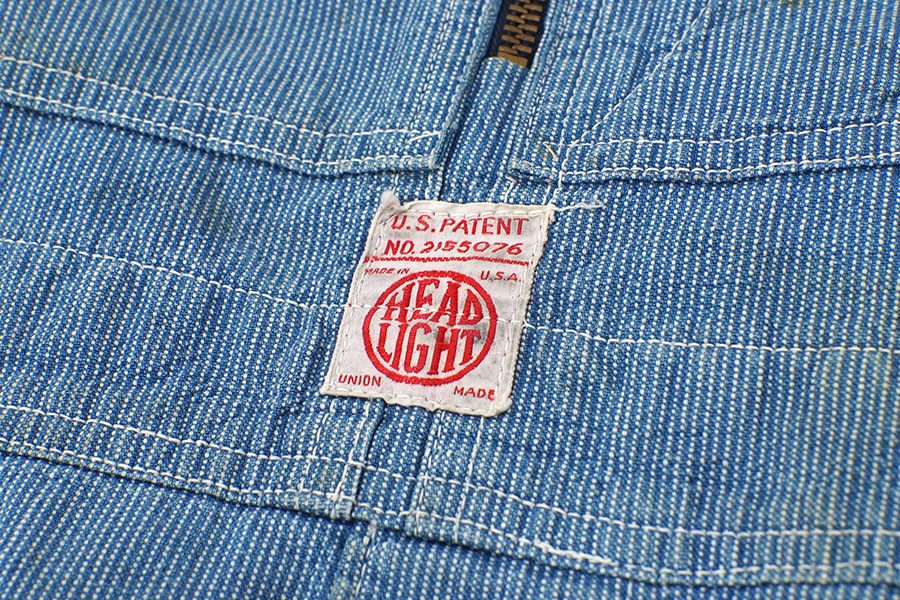 U.S. PATENT
NO. 2155076
MADE IN U.S.A.
HEAD
LIGHT
UNION MADE